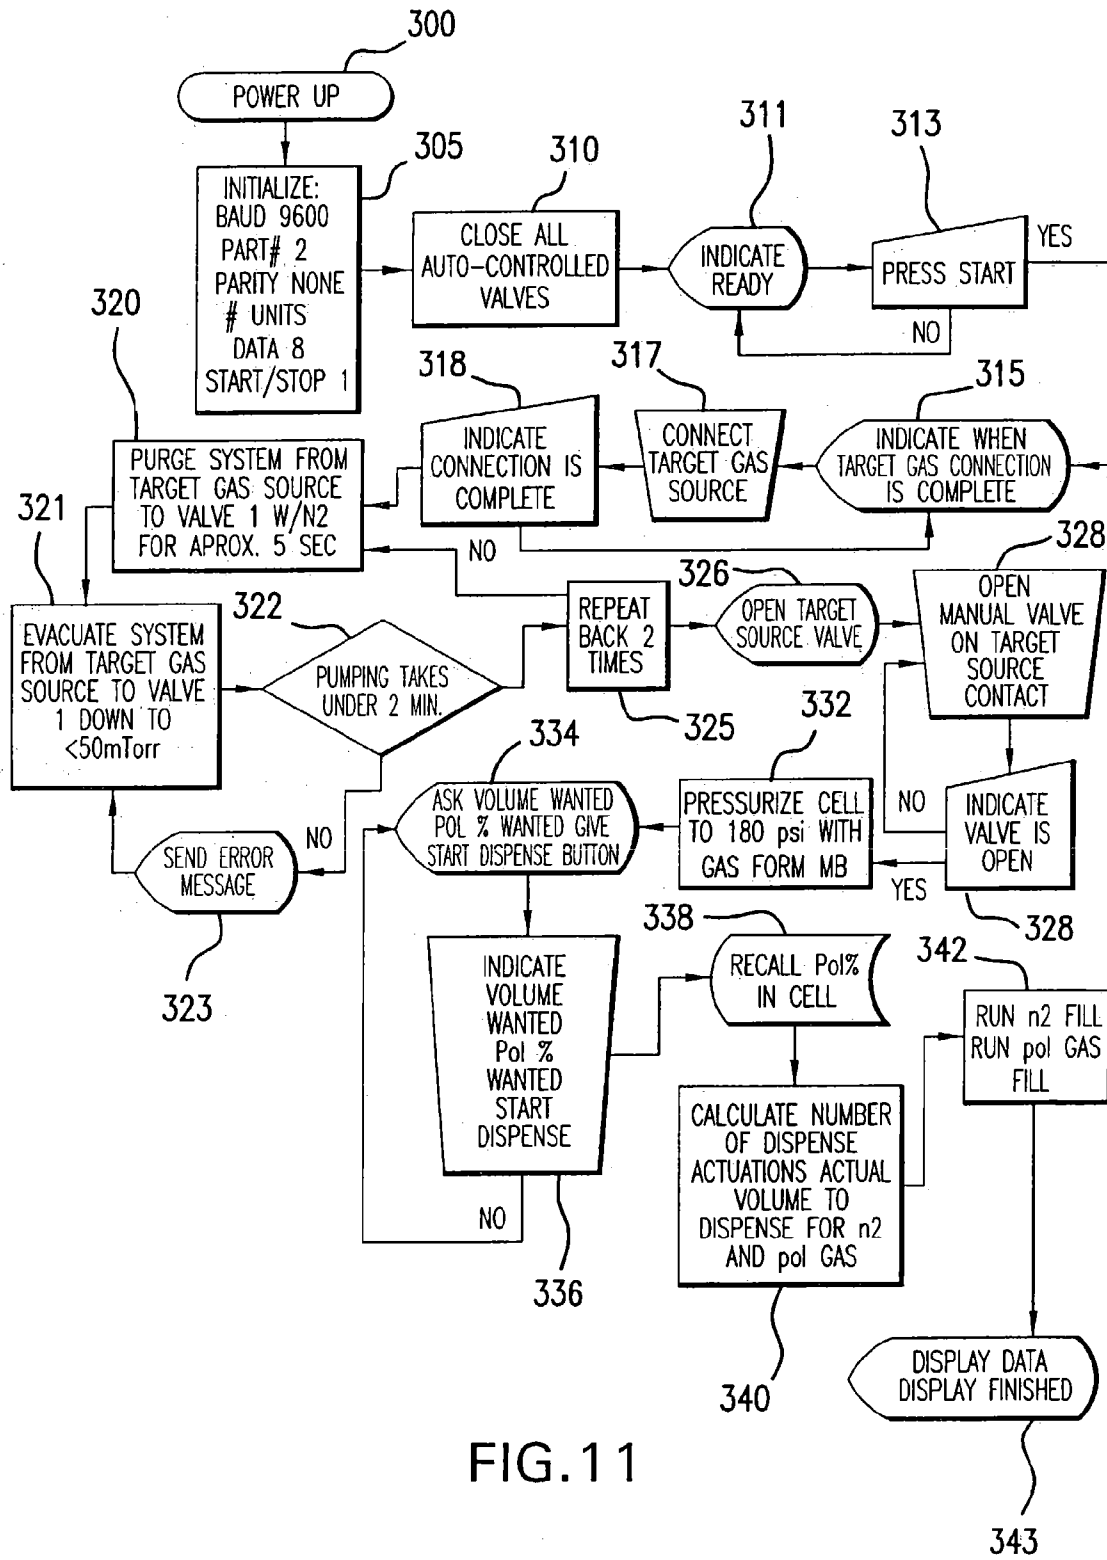 300
POWER UP
305
INITIALIZE:
BAUD 9600
PART# 2
PARITY NONE
# UNITS
DATA 8
START/STOP 1
310
CLOSE ALL
AUTO-CONTROLLED
VALVES
311
INDICATE
READY
313
PRESS START
YES
NO
315
INDICATE WHEN
TARGET GAS CONNECTION
IS COMPLETE
317
CONNECT
TARGET GAS
SOURCE
318
INDICATE
CONNECTION IS
COMPLETE
NO
320
PURGE SYSTEM FROM
TARGET GAS SOURCE
TO VALVE 1 W/N2
FOR APROX. 5 SEC
321
EVACUATE SYSTEM
FROM TARGET GAS
SOURCE TO VALVE
1 DOWN TO
<50mTorr
322
PUMPING TAKES
UNDER 2 MIN.
NO
SEND ERROR
MESSAGE
323
REPEAT
BACK 2
TIMES
325
326
OPEN TARGET
SOURCE VALVE
328
OPEN
MANUAL VALVE
ON TARGET
SOURCE
CONTACT
NO
INDICATE
VALVE IS
OPEN
YES
328
332
PRESSURIZE CELL
TO 180 psi WITH
GAS FORM MB
334
ASK VOLUME WANTED
POL % WANTED GIVE
START DISPENSE BUTTON
INDICATE
VOLUME
WANTED
Pol %
WANTED
START
DISPENSE
NO
336
338
RECALL Pol%
IN CELL
CALCULATE NUMBER
OF DISPENSE
ACTUATIONS ACTUAL
VOLUME TO
DISPENSE FOR n2
AND pol GAS
340
342
RUN n2 FILL
RUN pol GAS
FILL
DISPLAY DATA
DISPLAY FINISHED
343
FIG.11